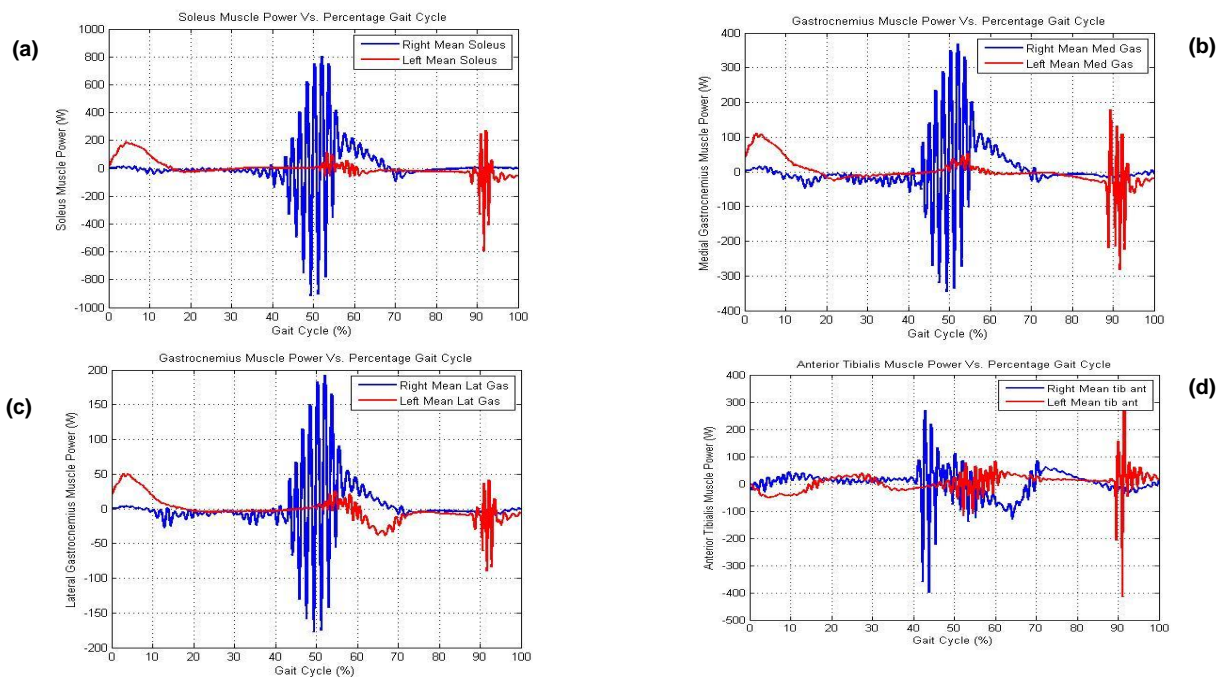 (a)
Soleus Muscle Power Vs. Percentage Gait Cycle
Right Mean Soleus
Left Mean Soleus
Soleus Muscle Power (W)
1000
800
600
400
200
0
-200
-400
-600
-800
-1000
0 10 20 30 40 50 60 70 80 90 100
Gait Cycle (%)
(b)
Gastrocnemius Muscle Power Vs. Percentage Gait Cycle
Right Mean Med Gas
Left Mean Med Gas
Medial Gastrocnemius Muscle Power (W)
400
300
200
100
0
-100
-200
-300
-400
0 10 20 30 40 50 60 70 80 90 100
Gait Cycle (%)
(c)
Gastrocnemius Muscle Power Vs. Percentage Gait Cycle
Right Mean Lat Gas
Left Mean Lat Gas
Lateral Gastrocnemius Muscle Power (W)
200
150
100
50
0
-50
-100
-150
-200
0 10 20 30 40 50 60 70 80 90 100
Gait Cycle (%)
(d)
Anterior Tibialis Muscle Power Vs. Percentage Gait Cycle
Right Mean tib ant
Left Mean tib ant
Anterior Tibialis Muscle Power (W)
400
300
200
100
0
-100
-200
-300
-400
-500
0 10 20 30 40 50 60 70 80 90 100
Gait Cycle (%)